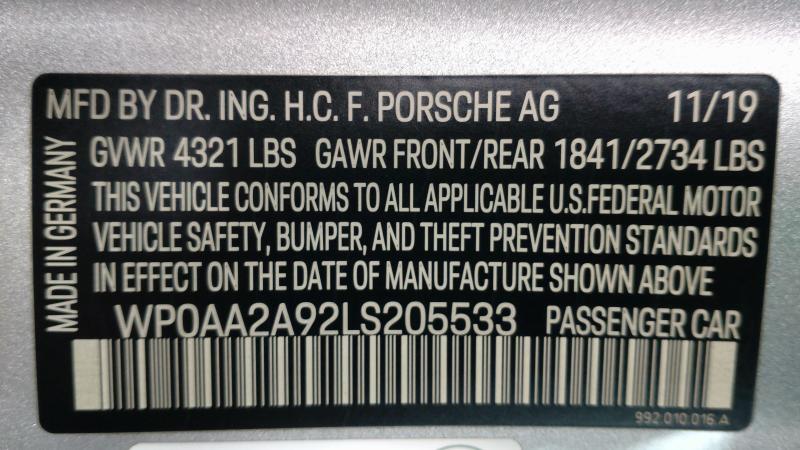 MFD BY DR. ING. H.C. F. PORSCHE AG 11/19
GVWR 4321 LBS GAWR FRONT/REAR 1841/2734 LBS
THIS VEHICLE CONFORMS TO ALL APPLICABLE U.S.FEDERAL MOTOR
VEHICLE SAFETY, BUMPER, AND THEFT PREVENTION STANDARDS
IN EFFECT ON THE DATE OF MANUFACTURE SHOWN ABOVE
WP0AA2A92LS205533 PASSENGER CAR
MADE IN GERMANY
992.010.016.A